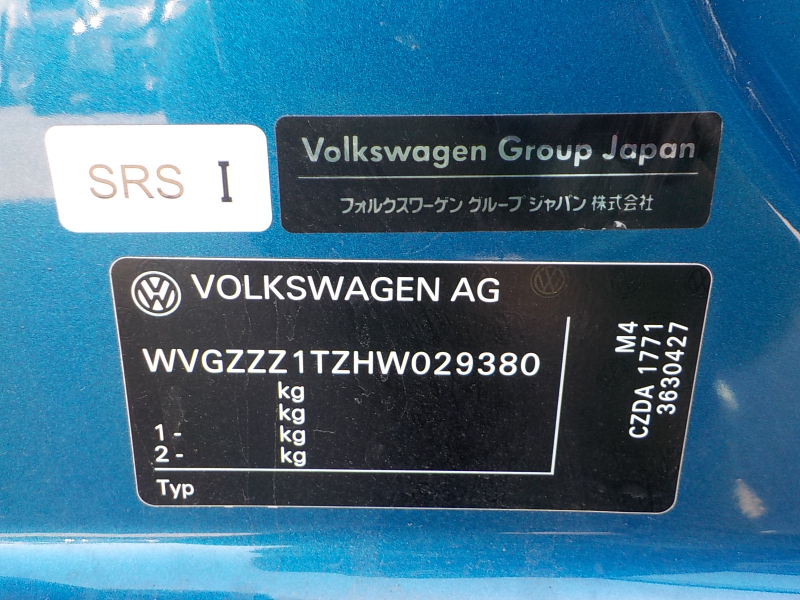 SRS I
Volkswagen Group Japan
フォルクスワーゲン グループ ジャパン 株式会社
VOLKSWAGEN AG
WVGZZZ1TZHW029380
kg
kg
1 - kg
2 - kg
Typ
M4
CZDA 1771
3630427